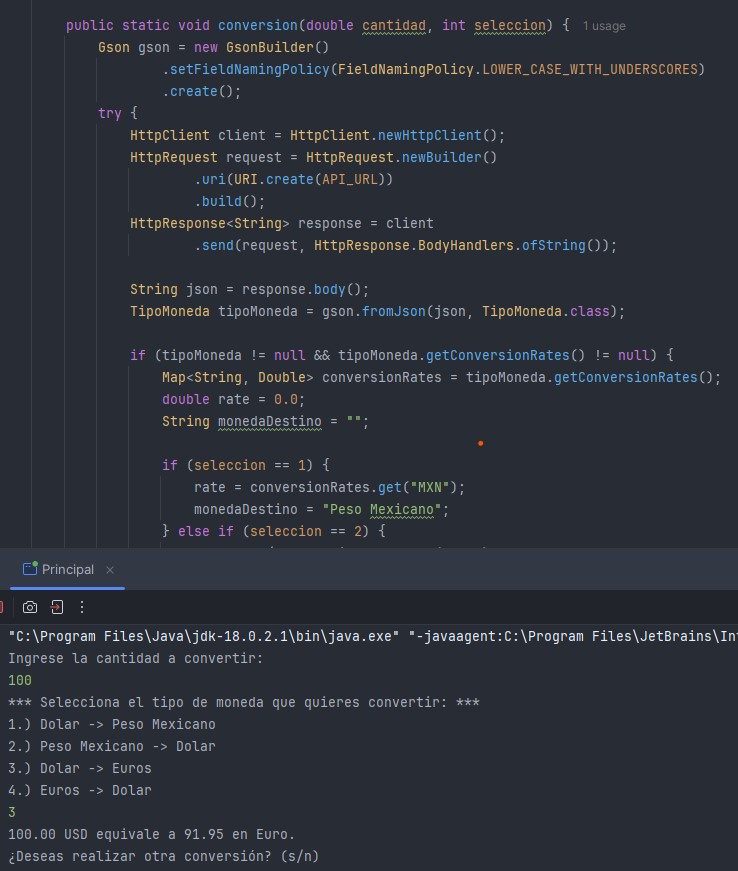 public static void conversion(double cantidad, int seleccion) { 1 usage
Gson gson = new GsonBuilder()
.setFieldNamingPolicy(FieldNamingPolicy.LOWER_CASE_WITH_UNDERSCORES)
.create();
try {
HttpClient client = HttpClient.newHttpClient();
HttpRequest request = HttpRequest.newBuilder()
.uri(URI.create(API_URL))
.build();
HttpResponse<String> response = client
.send(request, HttpResponse.BodyHandlers.ofString());
String json = response.body();
TipoMoneda tipoMoneda = gson.fromJson(json, TipoMoneda.class);
if (tipoMoneda != null && tipoMoneda.getConversionRates() != null) {
Map<String, Double> conversionRates = tipoMoneda.getConversionRates();
double rate = 0.0;
String monedaDestino = "";
if (seleccion == 1) {
rate = conversionRates.get("MXN");
monedaDestino = "Peso Mexicano";
} else if (seleccion == 2) {
Principal
"C:\Program Files\Java\jdk-18.0.2.1\bin\java.exe" "-javaagent:C:\Program Files\JetBrains\In
Ingrese la cantidad a convertir:
100
*** Selecciona el tipo de moneda que quieres convertir: ***
1.) Dolar -> Peso Mexicano
2.) Peso Mexicano -> Dolar
3.) Dolar -> Euros
4.) Euros -> Dolar
3
100.00 USD equivale a 91.95 en Euro.
¿Deseas realizar otra conversión? (s/n)